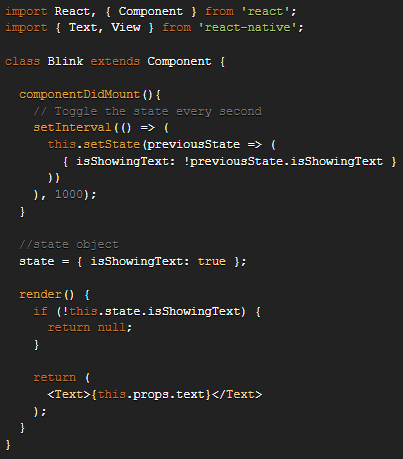 import React, { Component } from 'react';
import { Text, View } from 'react-native';

class Blink extends Component {

  componentDidMount(){
    // Toggle the state every second
    setInterval(() => (
      this.setState(previousState => (
        { isShowingText: !previousState.isShowingText }
      ))
    ), 1000);
  }

  //state object
  state = { isShowingText: true };

  render() {
    if (!this.state.isShowingText) {
      return null;
    }

    return (
      <Text>{this.props.text}</Text>
    );
  }
}